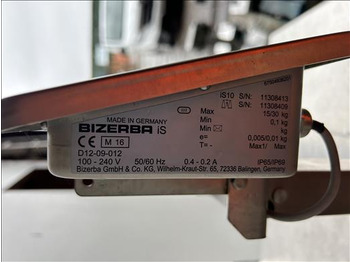 IS10 S/N: 11308413
S/N: 11308409
MADE IN GERMANY
BIZERBA iS
Max 15/30 kg
Min 0,1 kg
Min kg
e= 0,005/0,01 kg
T=- Max1/ Max
CE M 16
D12-09-012
100 - 240 V 50/60 Hz 0.4 - 0.2 A IP65/IP69
Bizerba GmbH & Co. KG, Wilhelm-Kraut-Str. 65, 72336 Balingen, Germany